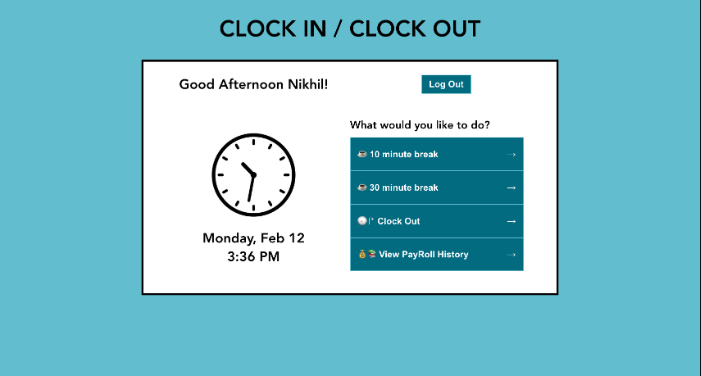 CLOCK IN / CLOCK OUT
Good Afternoon Nikhil!
Log Out
What would you like to do?
☕ 10 minute break →
☕ 30 minute break →
Clock Out →
View PayRoll History →
Monday, Feb 12
3:36 PM